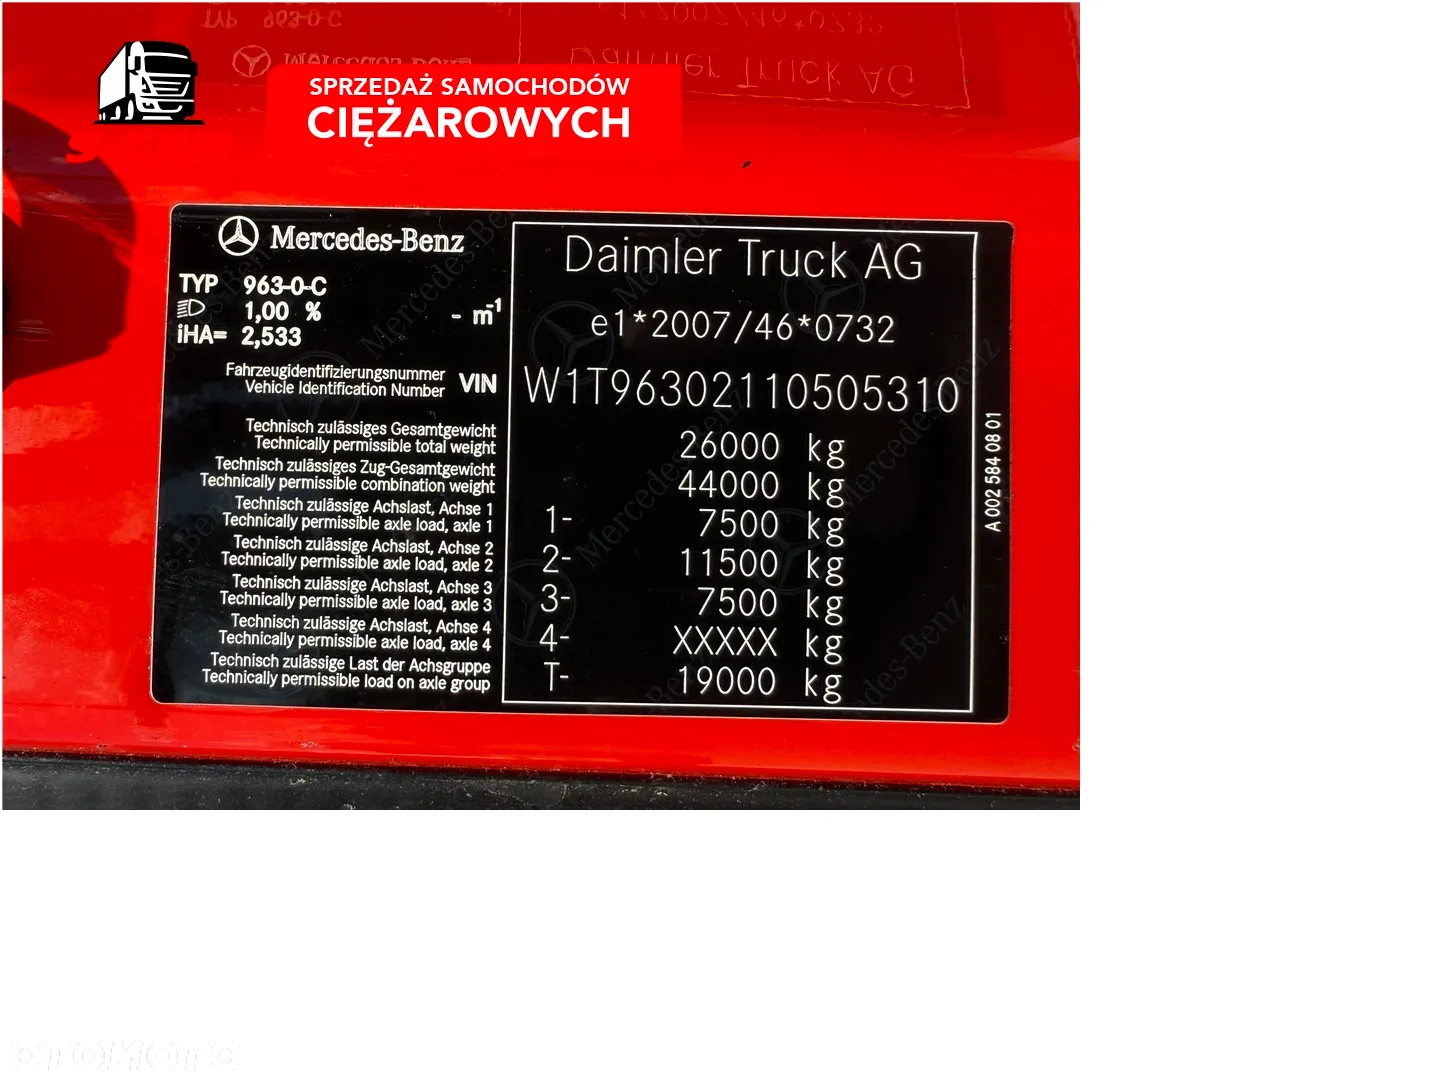 SPRZEDAŻ SAMOCHODÓW
CIĘŻAROWYCH
Mercedes-Benz
TYP 963-0-C
1,00 % - m-1
iHA= 2,533
Fahrzeugidentifizierungsnummer
Vehicle Identification Number VIN
Technisch zulässiges Gesamtgewicht
Technically permissible total weight
Technisch zulässiges Zug-Gesamtgewicht
Technically permissible combination weight
Technisch zulässige Achslast, Achse 1
Technically permissible axle load, axle 1
Technisch zulässige Achslast, Achse 2
Technically permissible axle load, axle 2
Technisch zulässige Achslast, Achse 3
Technically permissible axle load, axle 3
Technisch zulässige Achslast, Achse 4
Technically permissible axle load, axle 4
Technisch zulässige Last der Achsgruppe
Technically permissible load on axle group
Daimler Truck AG
e1*2007/46*0732
W1T96302110505310
26000 kg
44000 kg
1- 7500 kg
2- 11500 kg
3- 7500 kg
4- XXXXX kg
T- 19000 kg
A 002 584 08 01
OTOMOTO